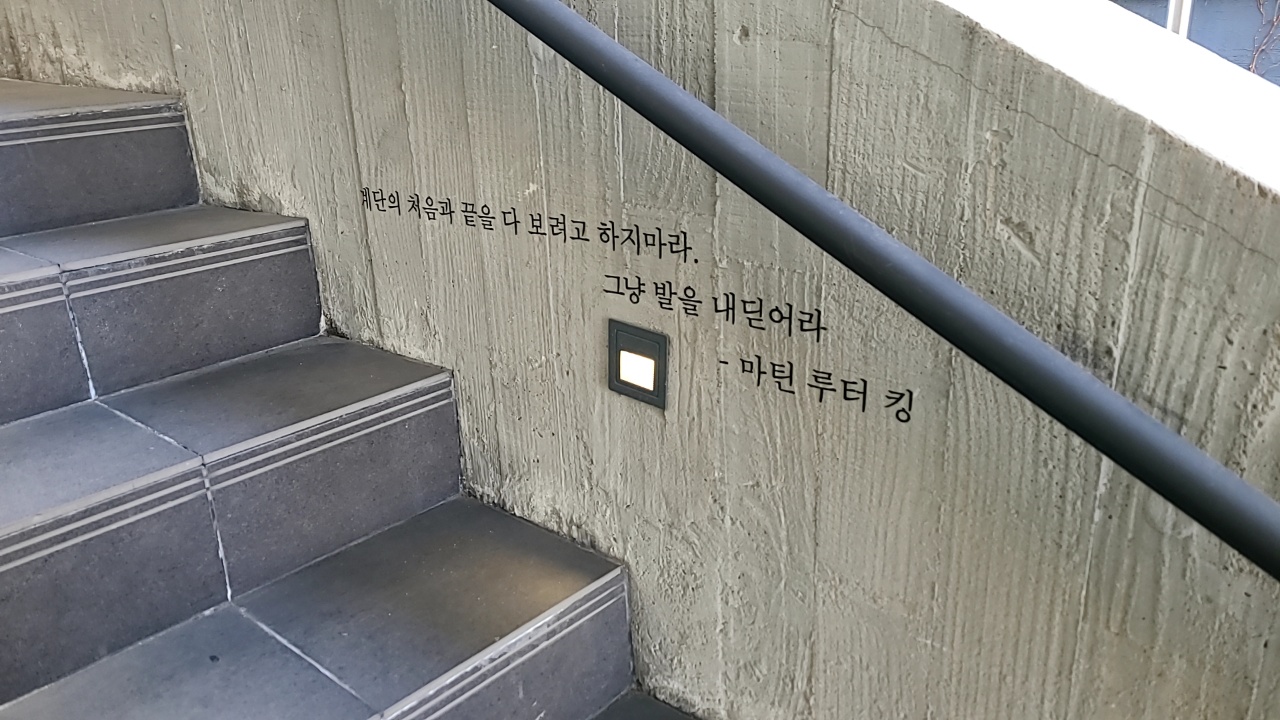 계단의 처음과 끝을 다 보려고 하지마라.
그냥 발을 내딛어라
- 마틴 루터 킹